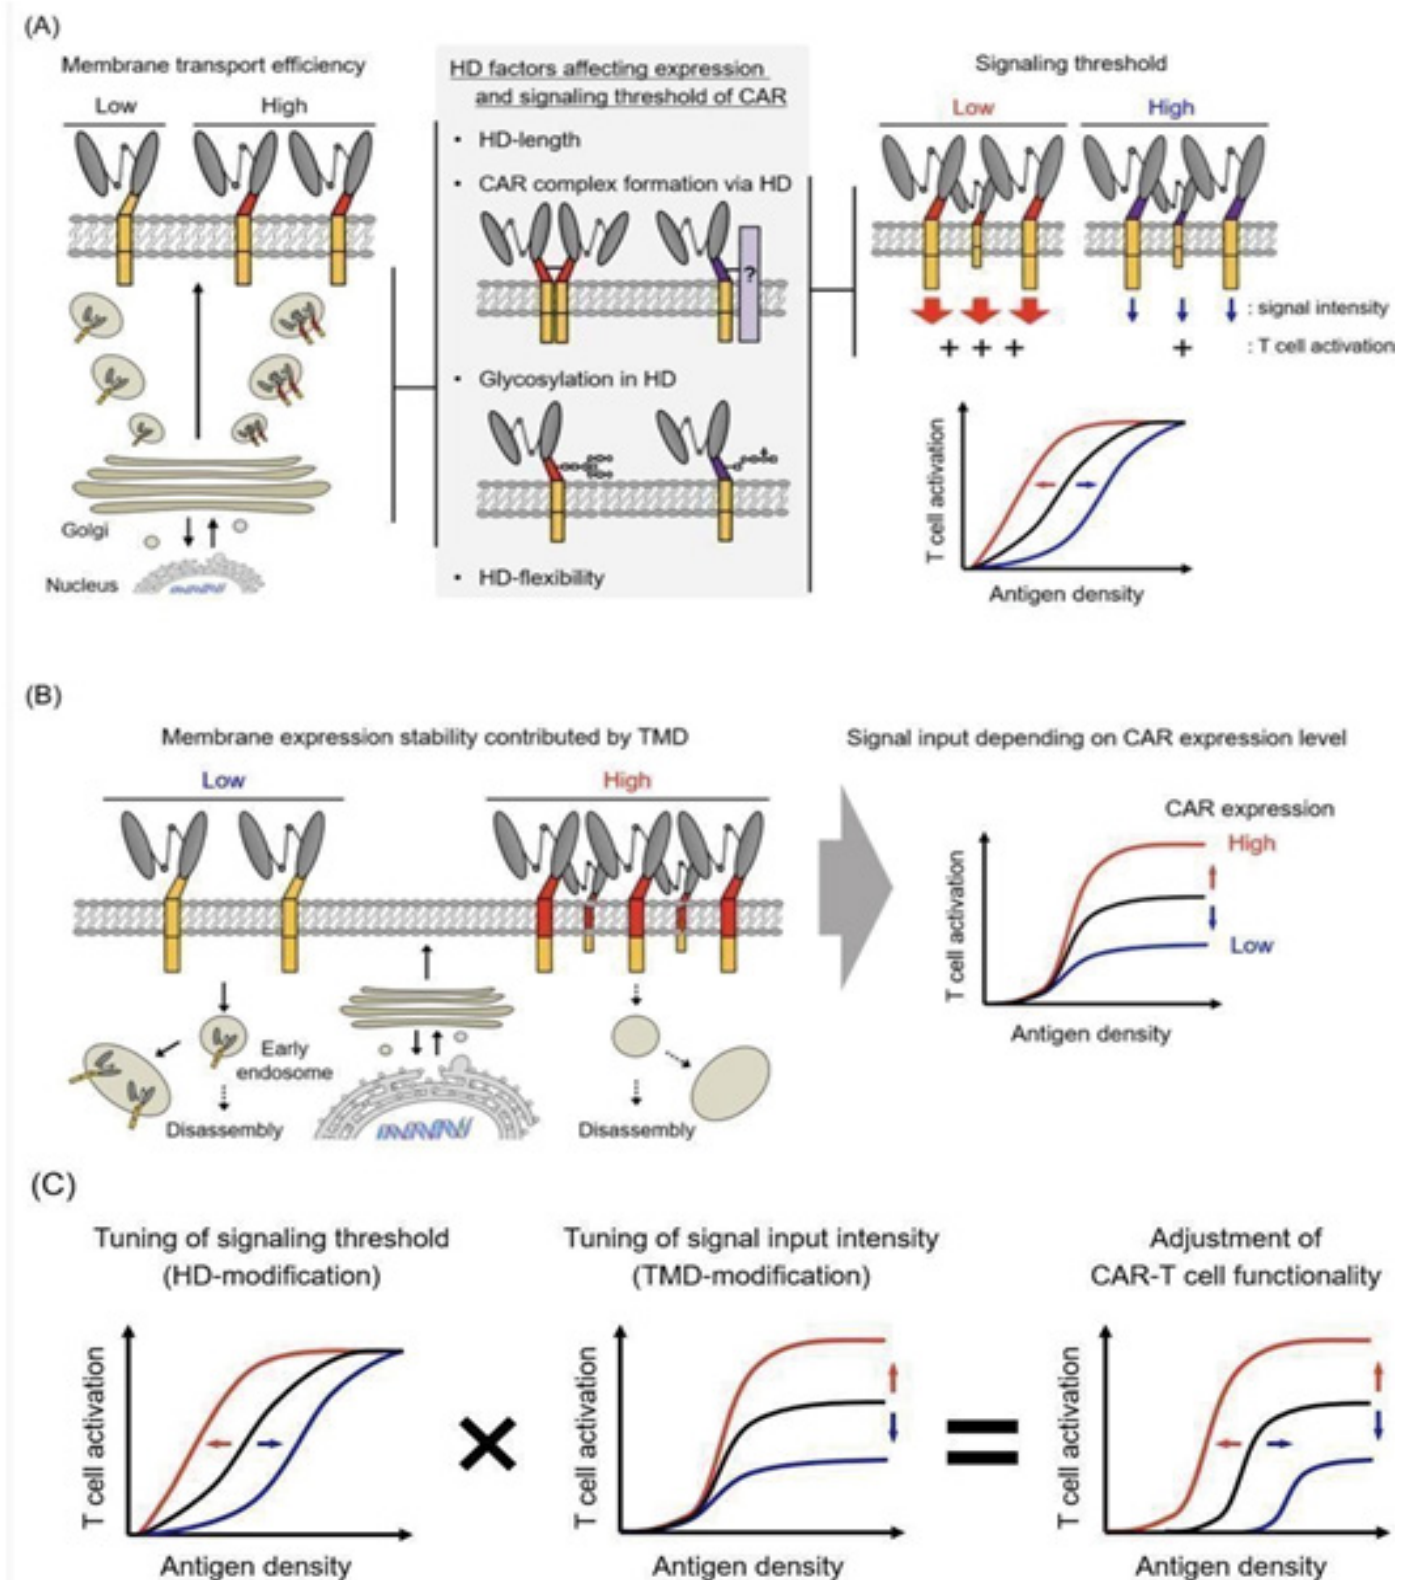 (A)
Membrane transport efficiency
Low
High
HD factors affecting expression
and signaling threshold of CAR
• HD-length
• CAR complex formation via HD
?
• Glycosylation in HD
• HD-flexibility
Golgi
Nucleus
Signaling threshold
Low
High
: signal intensity
+ + +
+
: T cell activation
T cell activation
Antigen density
(B)
Membrane expression stability contributed by TMD
Low
High
Early
endosome
Disassembly
Disassembly
Signal input depending on CAR expression level
CAR expression
High
Low
T cell activation
Antigen density
(C)
Tuning of signaling threshold
(HD-modification)
T cell activation
Antigen density
×
Tuning of signal input intensity
(TMD-modification)
T cell activation
Antigen density
=
Adjustment of
CAR-T cell functionality
T cell activation
Antigen density